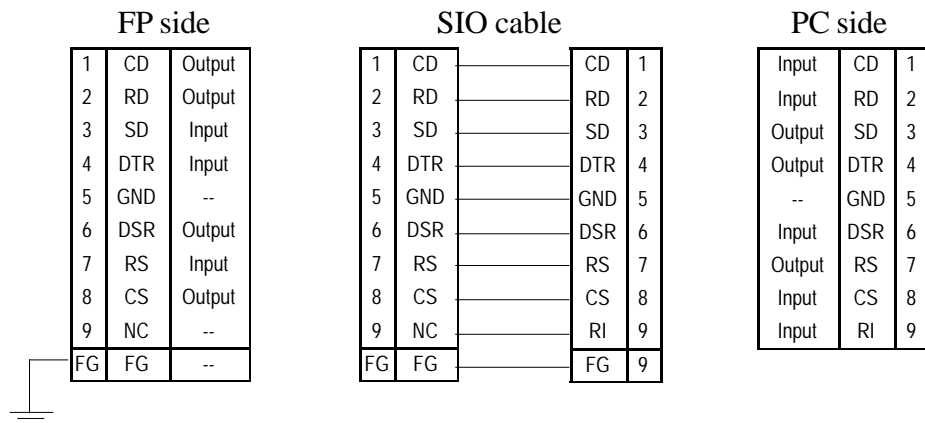 FP side SIO cable PC side
1 CD Output 1 CD CD 1 Input CD 1
2 RD Output 2 RD RD 2 Input RD 2
3 SD Input 3 SD SD 3 Output SD 3
4 DTR Input 4 DTR DTR 4 Output DTR 4
5 GND -- 5 GND GND 5 -- GND 5
6 DSR Output 6 DSR DSR 6 Input DSR 6
7 RS Input 7 RS RS 7 Output RS 7
8 CS Output 8 CS CS 8 Input CS 8
9 NC -- 9 NC RI 9 Input RI 9
FG FG -- FG FG FG 9